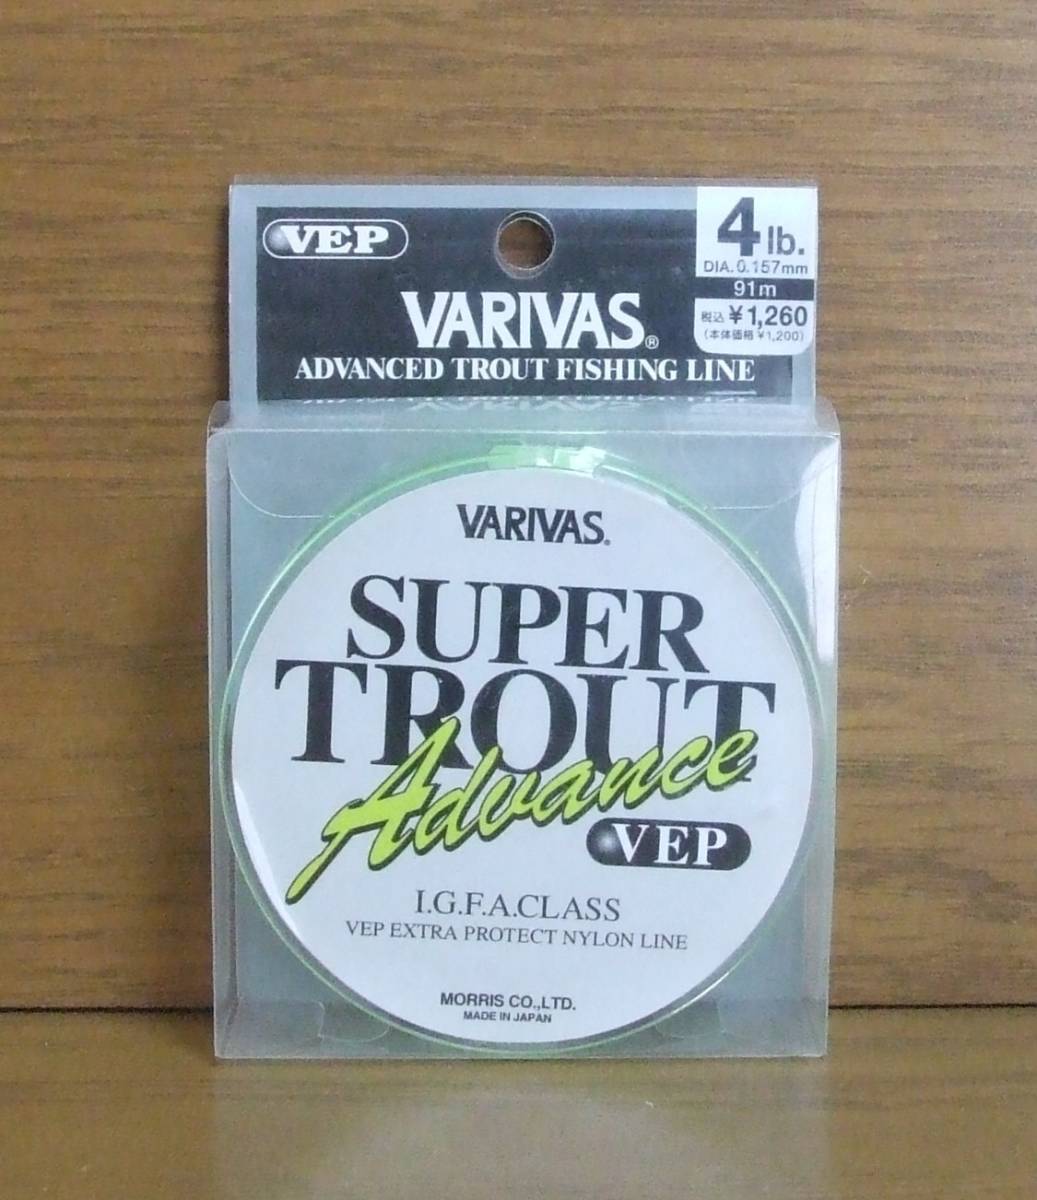 VEP
4lb.
DIA.0.157mm
91m
税込¥1,260
(本体価格¥1,200)
VARIVAS®
ADVANCED TROUT FISHING LINE
VARIVAS®
SUPER
TROUT
Advance
VEP
I.G.F.A.CLASS
VEP EXTRA PROTECT NYLON LINE
MORRIS CO.,LTD.
MADE IN JAPAN